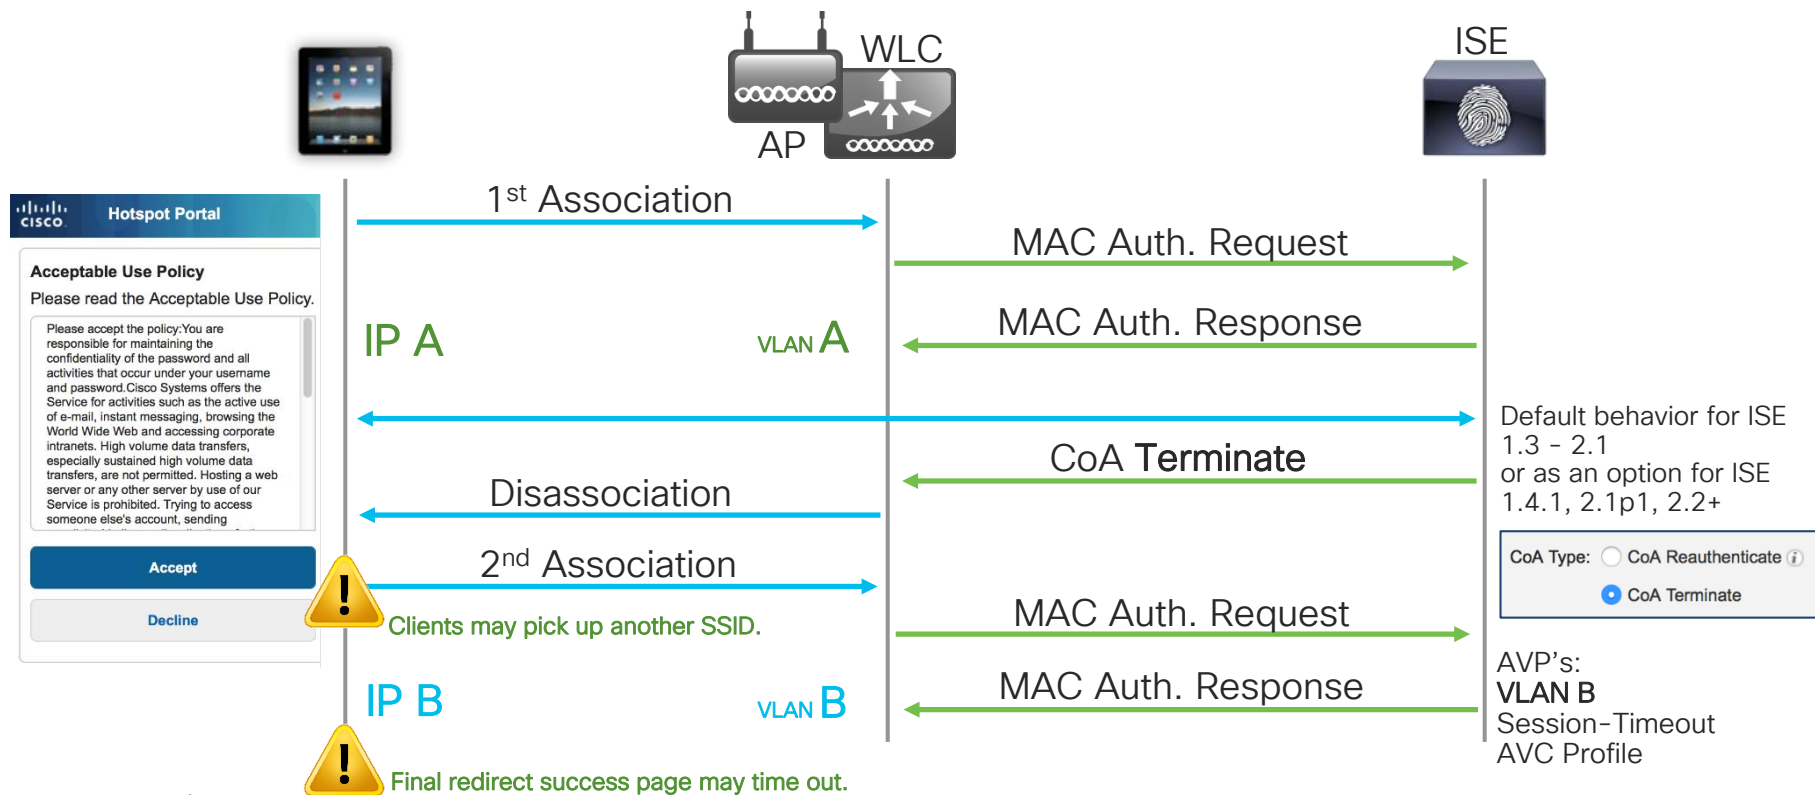 WLC
ISE
AP
1st Association
MAC Auth. Request
MAC Auth. Response
IP A
VLAN A
CISCO
Hotspot Portal
Acceptable Use Policy
Please read the Acceptable Use Policy.
Please accept the policy:You are
responsible for maintaining the
confidentiality of the password and all
activities that occur under your username
and password.Cisco Systems offers the
Service for activities such as the active use
of e-mail, instant messaging, browsing the
World Wide Web and accessing corporate
intranets. High volume data transfers,
especially sustained high volume data
transfers, are not permitted. Hosting a web
server or any other server by use of our
Service is prohibited. Trying to access
someone else's account, sending
Accept
Decline
CoA Terminate
Default behavior for ISE
1.3 - 2.1
or as an option for ISE
1.4.1, 2.1p1, 2.2+
Disassociation
CoA Type: CoA Reauthenticate i
CoA Terminate
2nd Association
Clients may pick up another SSID.
MAC Auth. Request
MAC Auth. Response
IP B
VLAN B
AVP's:
VLAN B
Session-Timeout
AVC Profile
Final redirect success page may time out.